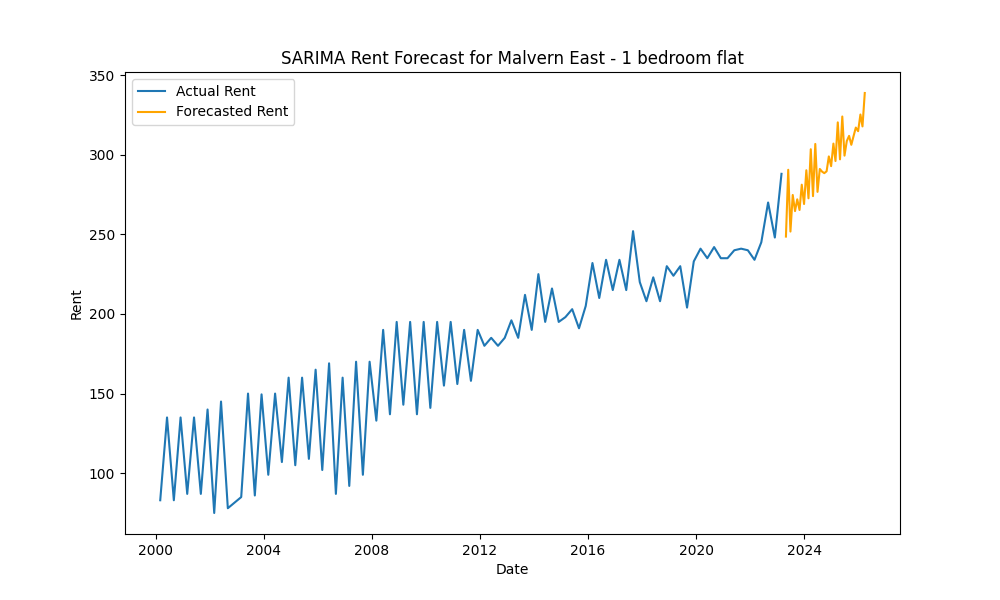 SARIMA Rent Forecast for Malvern East - 1 bedroom flat
Actual Rent
Forecasted Rent
350
300
250
200
150
100
Rent
2000 2004 2008 2012 2016 2020 2024
Date